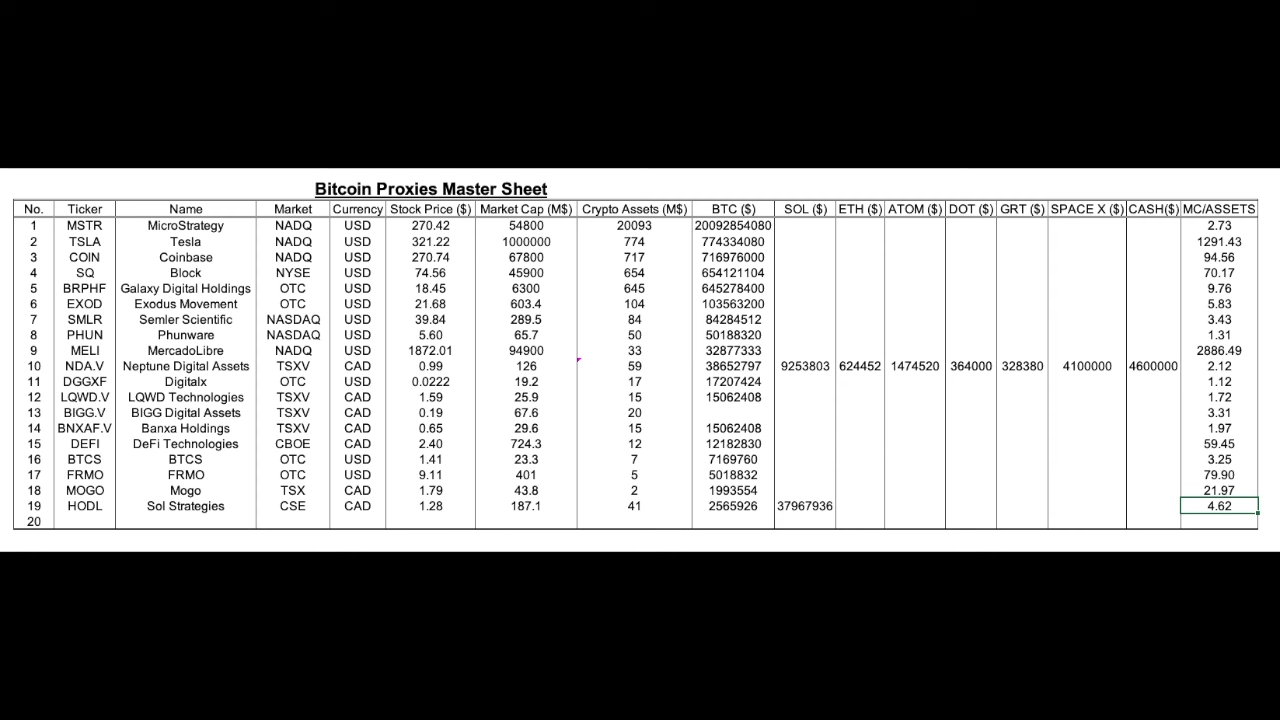 Bitcoin Proxies Master Sheet
No. Ticker Name Market Currency Stock Price ($) Market Cap (M$) Crypto Assets (M$) BTC ($) SOL ($) ETH ($) ATOM ($) DOT ($) GRT ($) SPACE X ($) CASH($) MC/ASSETS
1 MSTR MicroStrategy NADQ USD 270.42 54800 20093 20092854080 2.73
2 TSLA Tesla NADQ USD 321.22 1000000 774 774334080 1291.43
3 COIN Coinbase NADQ USD 270.74 67800 717 716976000 94.56
4 SQ Block NYSE USD 74.56 45900 654 654121104 70.17
5 BRPHF Galaxy Digital Holdings OTC USD 18.45 6300 645 645278400 9.76
6 EXOD Exodus Movement OTC USD 21.68 603.4 104 103563200 5.83
7 SMLR Semler Scientific NASDAQ USD 39.84 289.5 84 84284512 3.43
8 PHUN Phunware NASDAQ USD 5.60 65.7 50 50188320 1.31
9 MELI MercadoLibre NADQ USD 1872.01 94900 33 32877333 2886.49
10 NDA.V Neptune Digital Assets TSXV CAD 0.99 126 59 38652797 9253803 624452 1474520 364000 328380 4100000 4600000 2.12
11 DGGXF Digitalx OTC USD 0.0222 19.2 17 17207424 1.12
12 LQWD.V LQWD Technologies TSXV CAD 1.59 25.9 15 15062408 1.72
13 BIGG.V BIGG Digital Assets TSXV CAD 0.19 67.6 20 3.31
14 BNXAF.V Banxa Holdings TSXV CAD 0.65 29.6 15 15062408 1.97
15 DEFI DeFi Technologies CBOE CAD 2.40 724.3 12 12182830 59.45
16 BTCS BTCS OTC USD 1.41 23.3 7 7169760 3.25
17 FRMO FRMO OTC USD 9.11 401 5 5018832 79.90
18 MOGO Mogo TSX CAD 1.79 43.8 2 1993554 21.97
19 HODL Sol Strategies CSE CAD 1.28 187.1 41 2565926 37967936 4.62
20